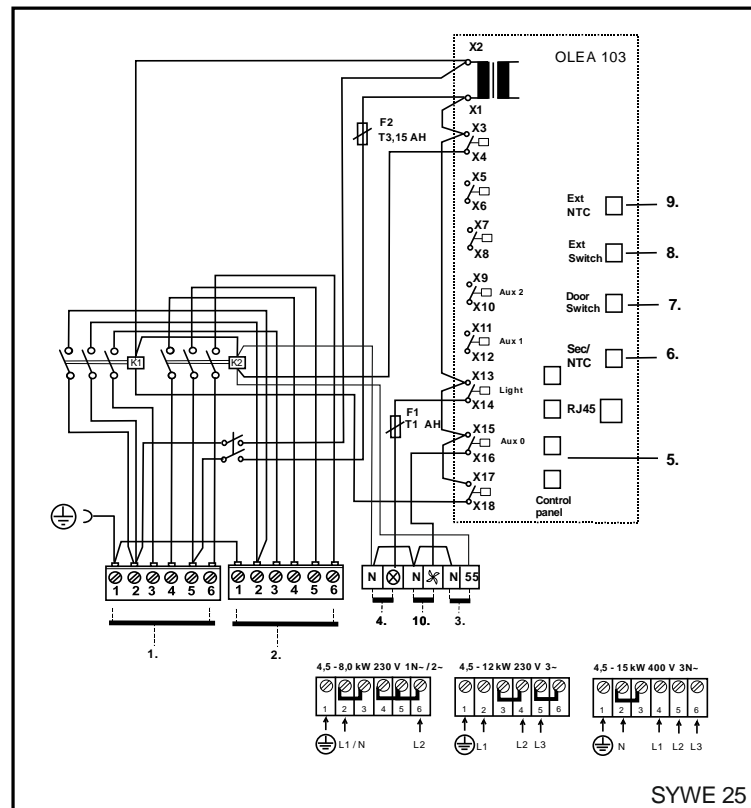 X2
OLEA 103
X1
F2
T3,15 AH
X3
X4
X5
X6
Ext
NTC
9.
X7
X8
Ext
Switch
8.
X9
Aux 2
X10
Door
Switch
7.
X11
Aux 1
X12
K1
K2
Sec/
NTC
6.
X13
Light
X14
RJ45
F1
T1 AH
X15
Aux 0
X16
5.
X17
X18
Control
panel
1 2 3 4 5 6
1 2 3 4 5 6
N N N 55
4. 10. 3.
1. 2.
4,5 - 8,0 kW 230 V 1N~ / 2~
4,5 - 12 kW 230 V 3~
4,5 - 15 kW 400 V 3N~
1 2 3 4 5 6
1 2 3 4 5 6
1 2 3 4 5 6
L1 / N L2
L1 L2 L3
N L1 L2 L3
SYWE 25